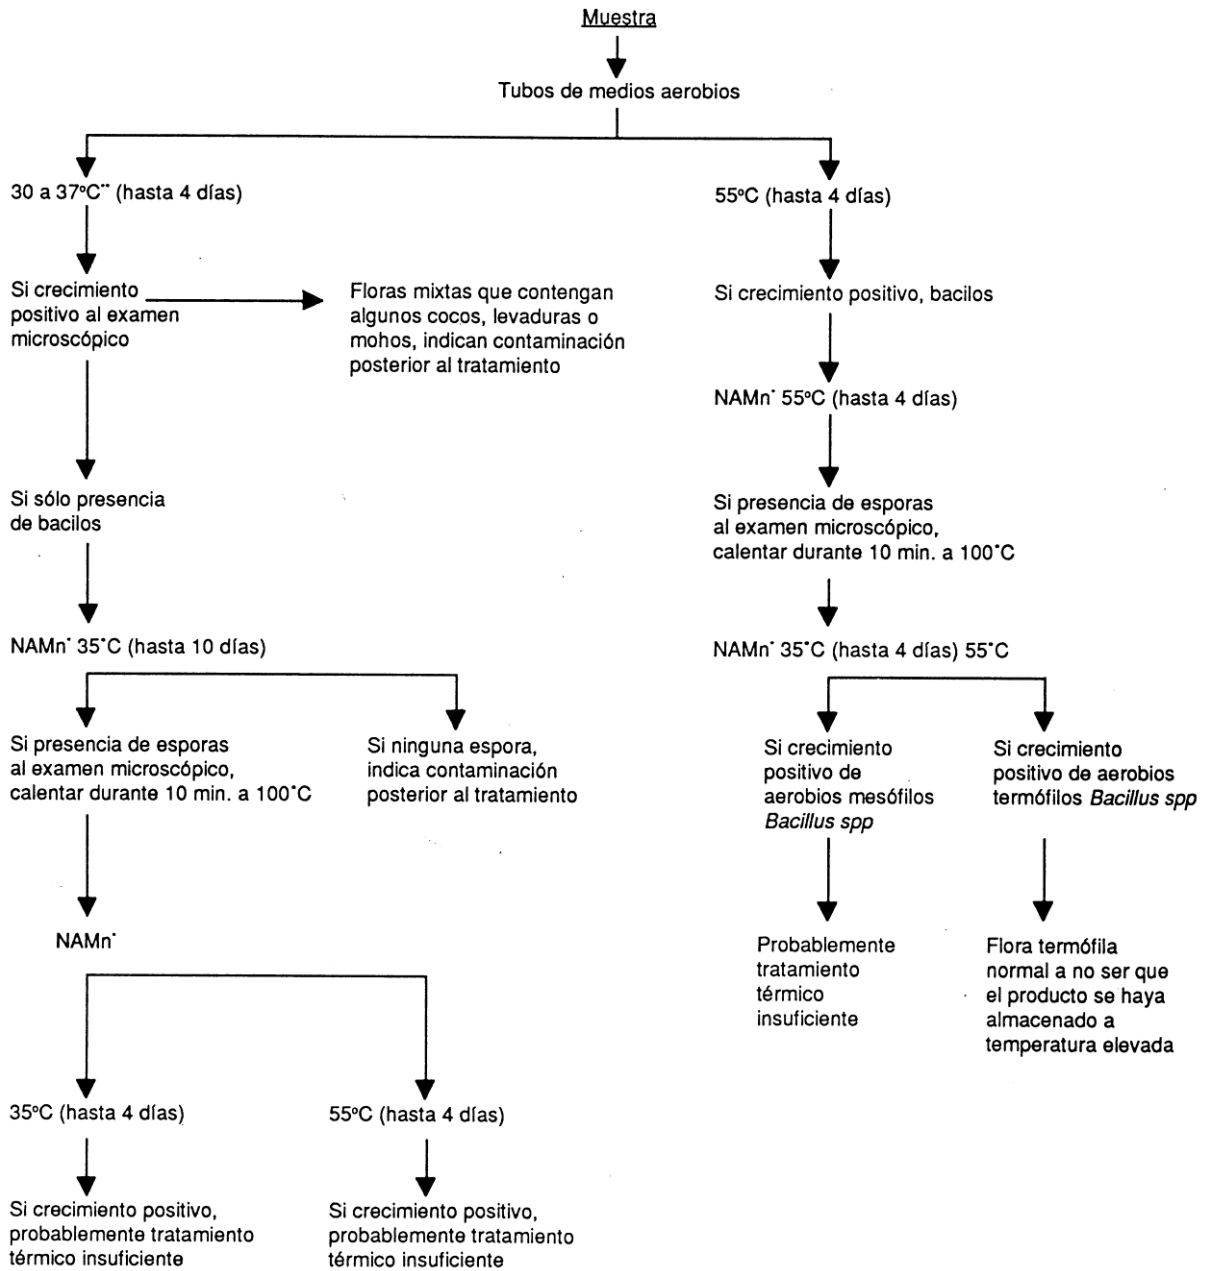 Muestra
Tubos de medios aerobios
30 a 37ºC¨ (hasta 4 días)
55ºC (hasta 4 días)
Si crecimiento
positivo al examen
microscópico
Floras mixtas que contengan
algunos cocos, levaduras o
mohos, indican contaminación
posterior al tratamiento
Si crecimiento positivo, bacilos
NAMn˙ 55ºC (hasta 4 días)
Si sólo presencia
de bacilos
Si presencia de esporas
al examen microscópico,
calentar durante 10 min. a 100˙C
NAMn˙ 35˙C (hasta 10 días)
NAMn˙ 35˙C (hasta 4 días) 55˙C
Si presencia de esporas
al examen microscópico,
calentar durante 10 min. a 100˙C
Si ninguna espora,
indica contaminación
posterior al tratamiento
Si crecimiento
positivo de
aerobios mesófilos
Bacillus spp
Si crecimiento
positivo de aerobios
termófilos Bacillus spp
NAMn˙
Probablemente
tratamiento
térmico
insuficiente
Flora termófila
normal a no ser que
el producto se haya
almacenado a
temperatura elevada
35ºC (hasta 4 días)
55ºC (hasta 4 días)
Si crecimiento positivo,
probablemente tratamiento
térmico insuficiente
Si crecimiento positivo,
probablemente tratamiento
térmico insuficiente